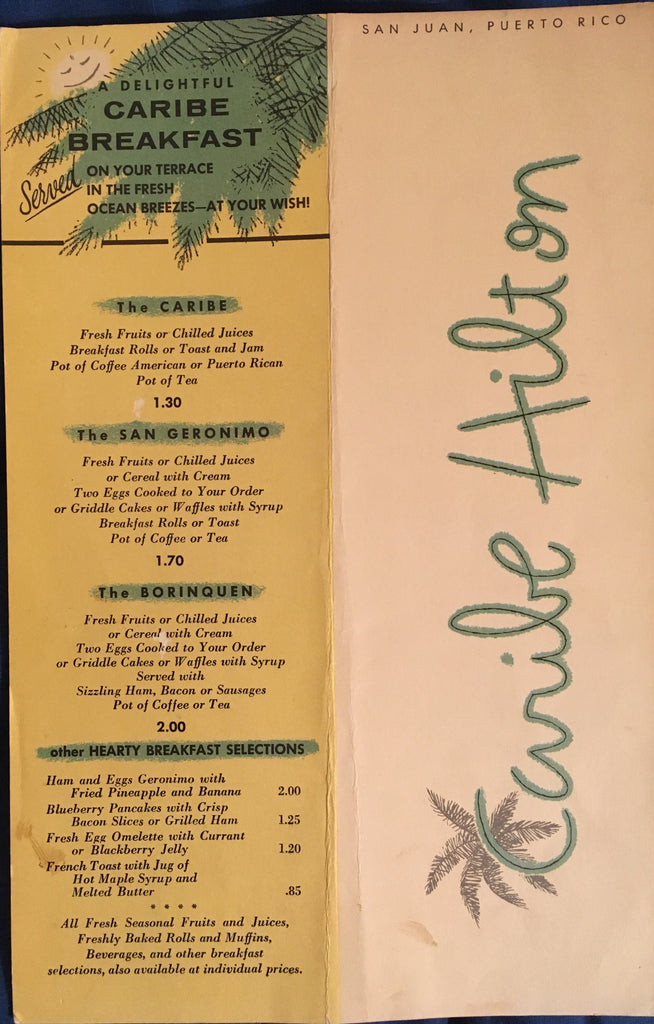 A DELIGHTFUL
CARIBE
BREAKFAST
Served
ON YOUR TERRACE
IN THE FRESH
OCEAN BREEZES—AT YOUR WISH!
The CARIBE
Fresh Fruits or Chilled Juices
Breakfast Rolls or Toast and Jam
Pot of Coffee American or Puerto Rican
Pot of Tea
1.30
The SAN GERONIMO
Fresh Fruits or Chilled Juices
or Cereal with Cream
Two Eggs Cooked to Your Order
or Griddle Cakes or Waffles with Syrup
Breakfast Rolls or Toast
Pot of Coffee or Tea
1.70
The BORINQUEN
Fresh Fruits or Chilled Juices
or Cereal with Cream
Two Eggs Cooked to Your Order
or Griddle Cakes or Waffles with Syrup
Served with
Sizzling Ham, Bacon or Sausages
Pot of Coffee or Tea
2.00
other HEARTY BREAKFAST SELECTIONS
Ham and Eggs Geronimo with
Fried Pineapple and Banana 2.00
Blueberry Pancakes with Crisp
Bacon Slices or Grilled Ham 1.25
Fresh Egg Omelette with Currant
or Blackberry Jelly 1.20
French Toast with Jug of
Hot Maple Syrup and
Melted Butter .85
* * * *
All Fresh Seasonal Fruits and Juices,
Freshly Baked Rolls and Muffins,
Beverages, and other breakfast
selections, also available at individual prices.
SAN JUAN, PUERTO RICO
Caribe Hilton